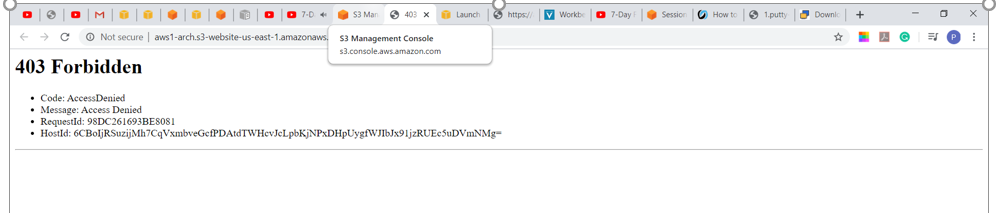 7-D
S3 Man
403
Launch
https:/
Workbe
7-Day F
Session
How to
1.putty
Downlo
Not secure | aws1-arch.s3-website-us-east-1.amazonaws.
S3 Management Console
s3.console.aws.amazon.com
P
403 Forbidden
• Code: AccessDenied
• Message: Access Denied
• RequestId: 98DC261693BE8081
• HostId: 6CBoIjRSuzijMh7CqVxmbveGcfPDAtdTWHcvJcLpbKjNPxDHpUygfWJIbJx91jzRUEc5uDVmNMg=